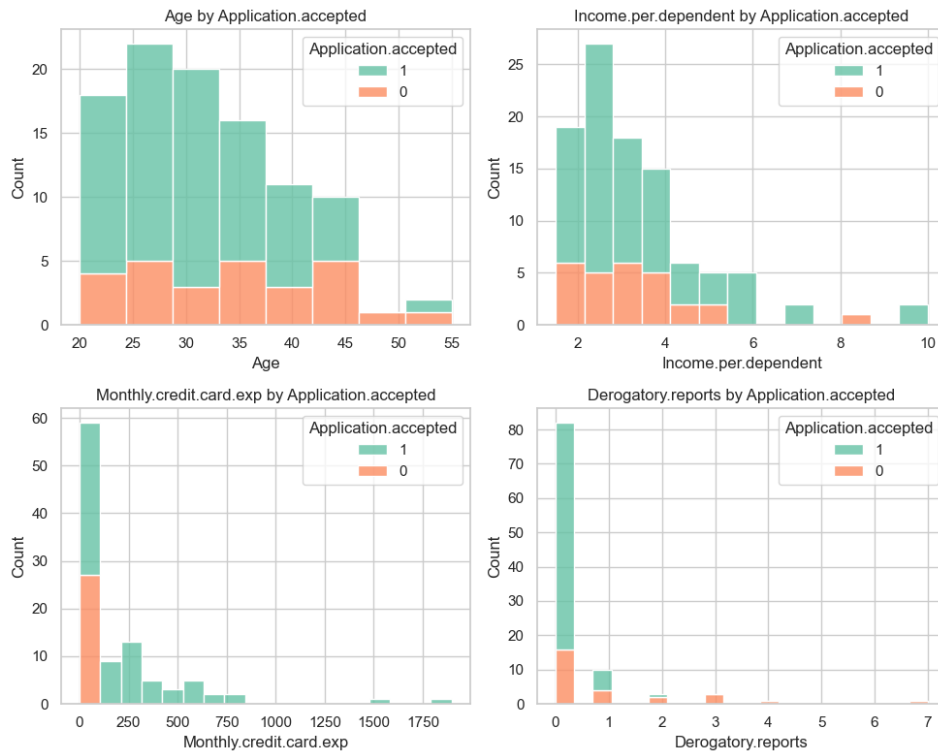 Age by Application.accepted
Application.accepted
1
0
20
15
10
5
0
Count
20 25 30 35 40 45 50 55
Age
Income.per.dependent by Application.accepted
Application.accepted
1
0
25
20
15
10
5
0
Count
2 4 6 8 10
Income.per.dependent
Monthly.credit.card.exp by Application.accepted
Application.accepted
1
0
60
50
40
30
20
10
0
Count
0 250 500 750 1000 1250 1500 1750
Monthly.credit.card.exp
Derogatory.reports by Application.accepted
Application.accepted
1
0
80
70
60
50
40
30
20
10
0
Count
0 1 2 3 4 5 6 7
Derogatory.reports